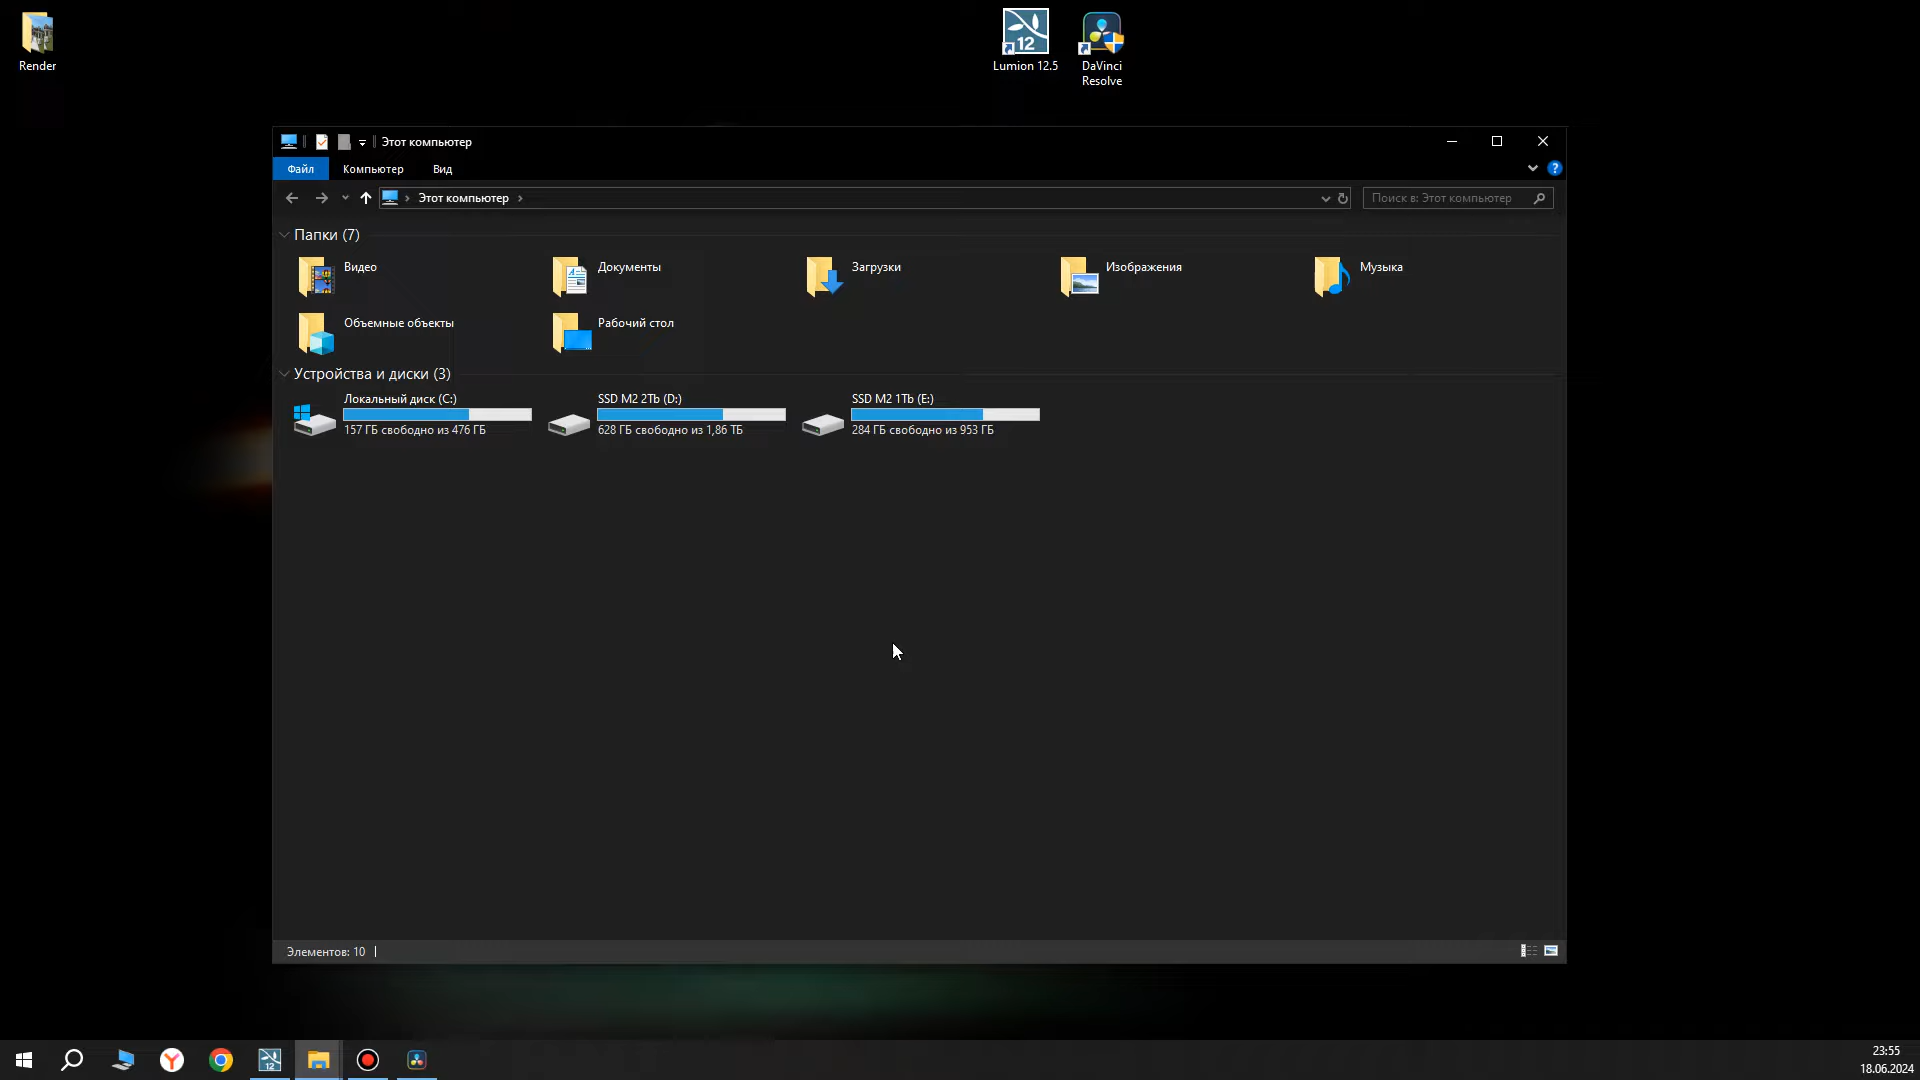 Render
12
Lumion 12.5
DaVinci
Resolve
Этот компьютер
Файл
Компьютер
Вид
?
Этот компьютер
Поиск в: Этот компьютер
Папки (7)
Видео
Документы
Загрузки
Изображения
Музыка
Объемные объекты
Рабочий стол
Устройства и диски (3)
Локальный диск (C:)
157 ГБ свободно из 476 ГБ
SSD M2 2Tb (D:)
628 ГБ свободно из 1,86 ТБ
SSD M2 1Tb (E:)
284 ГБ свободно из 953 ГБ
Элементов: 10
12
23:55
18.06.2024